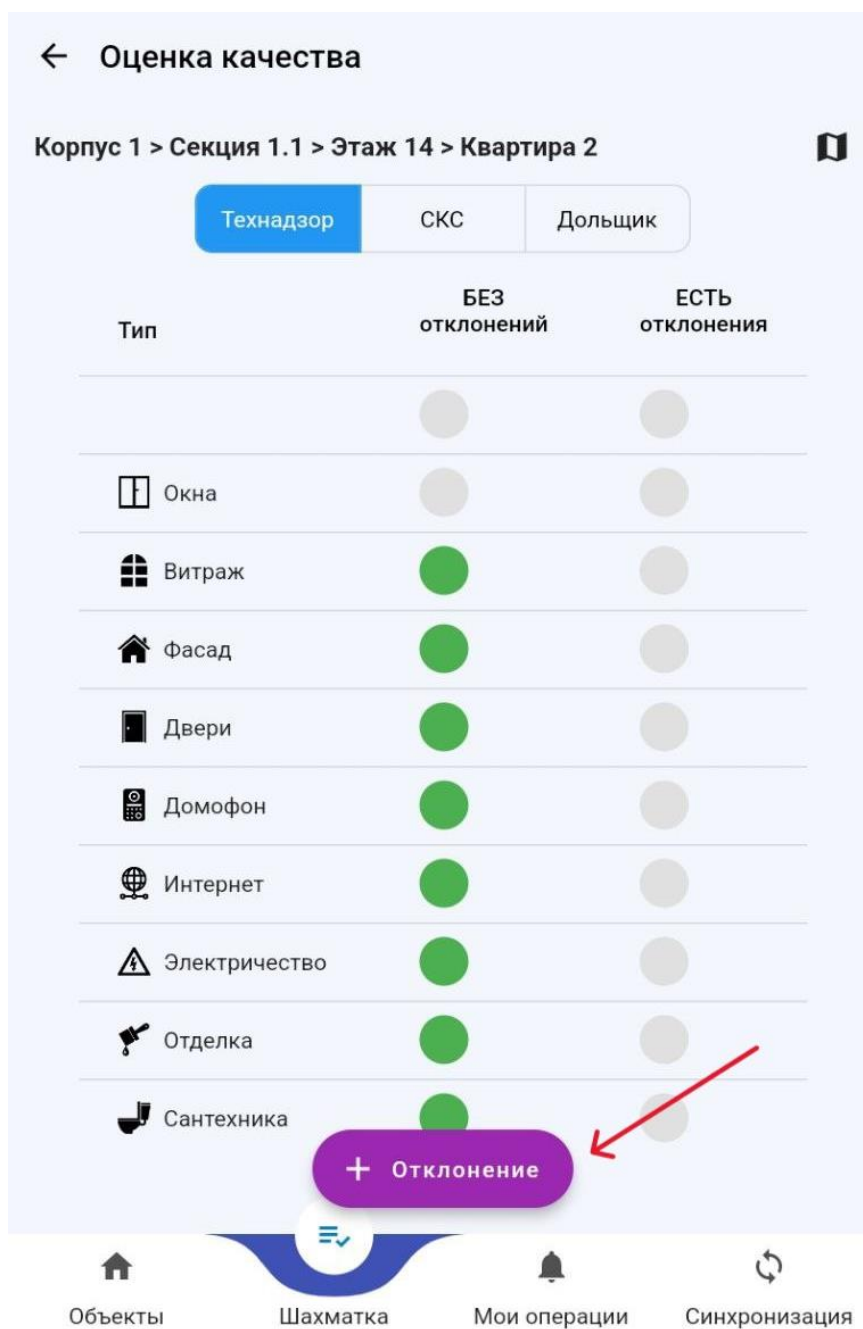 Оценка качества
Корпус 1 > Секция 1.1 > Этаж 14 > Квартира 2
Технадзор СКС Дольщик
Тип БЕЗ отклонений ЕСТЬ отклонения
Окна
Витраж
Фасад
Двери
Домофон
Интернет
Электричество
Отделка
Сантехника
+ Отклонение
Объекты Шахматка Мои операции Синхронизация